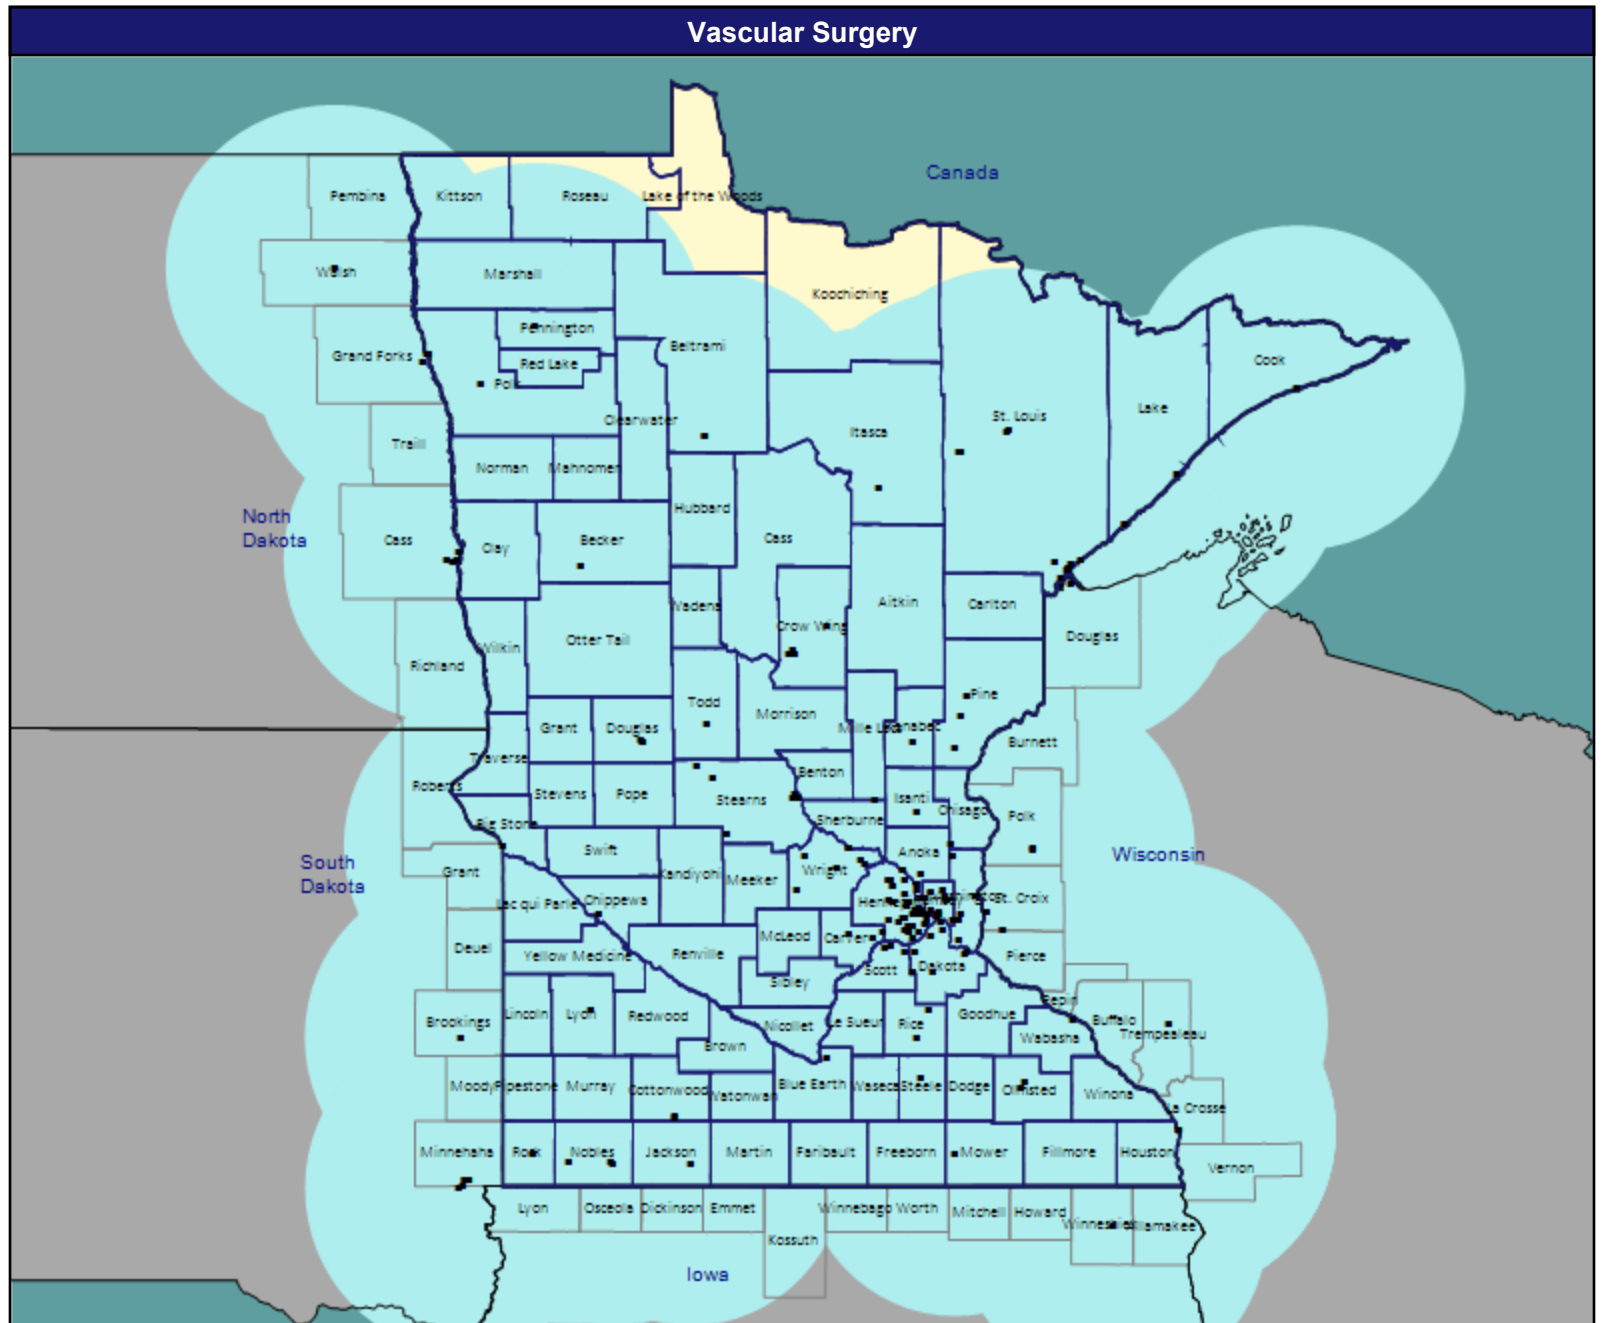 Vascular Surgery
Canada
Pembina
Kittson
Roseau
Lake of the Woods
Walsh
Marshall
Koochiching
Pennington
Grand Forks
Red Lake
Beltrami
Cook
Polk
Clearwater
St. Louis
Lake
Traill
Itasca
Norman
Mahnomen
Hubbard
North
Dakota
Cass
Clay
Becker
Cass
Aitkin
Carlton
Wadena
Crow Wing
Douglas
Otter Tail
Wilkin
Richland
Pine
Todd
Morrison
Grant
Douglas
Mille Lacs
Kanabec
Burnett
Traverse
Benton
Roberts
Stevens
Pope
Stearns
Isanti
Chisago
Polk
Big Stone
Sherburne
Swift
Anoka
Wisconsin
South
Dakota
Grant
Kandiyohi
Meeker
Wright
Lac qui Parle
Chippewa
St. Croix
McLeod
Carver
Deuel
Yellow Medicine
Renville
Scott
Dakota
Pierce
Sibley
Pepin
Brookings
Lincoln
Lyon
Redwood
Nicollet
Le Sueur
Rice
Goodhue
Buffalo
Trempealeau
Wabasha
Brown
Moody
Pipestone
Murray
Cottonwood
Watonwan
Blue Earth
Waseca
Steele
Dodge
Olmsted
Winona
La Crosse
Minnehaha
Rock
Nobles
Jackson
Martin
Faribault
Freeborn
Mower
Fillmore
Houston
Vernon
Lyon
Osceola
Dickinson
Emmet
Winnebago
Worth
Mitchell
Howard
Allamakee
Kossuth
Iowa